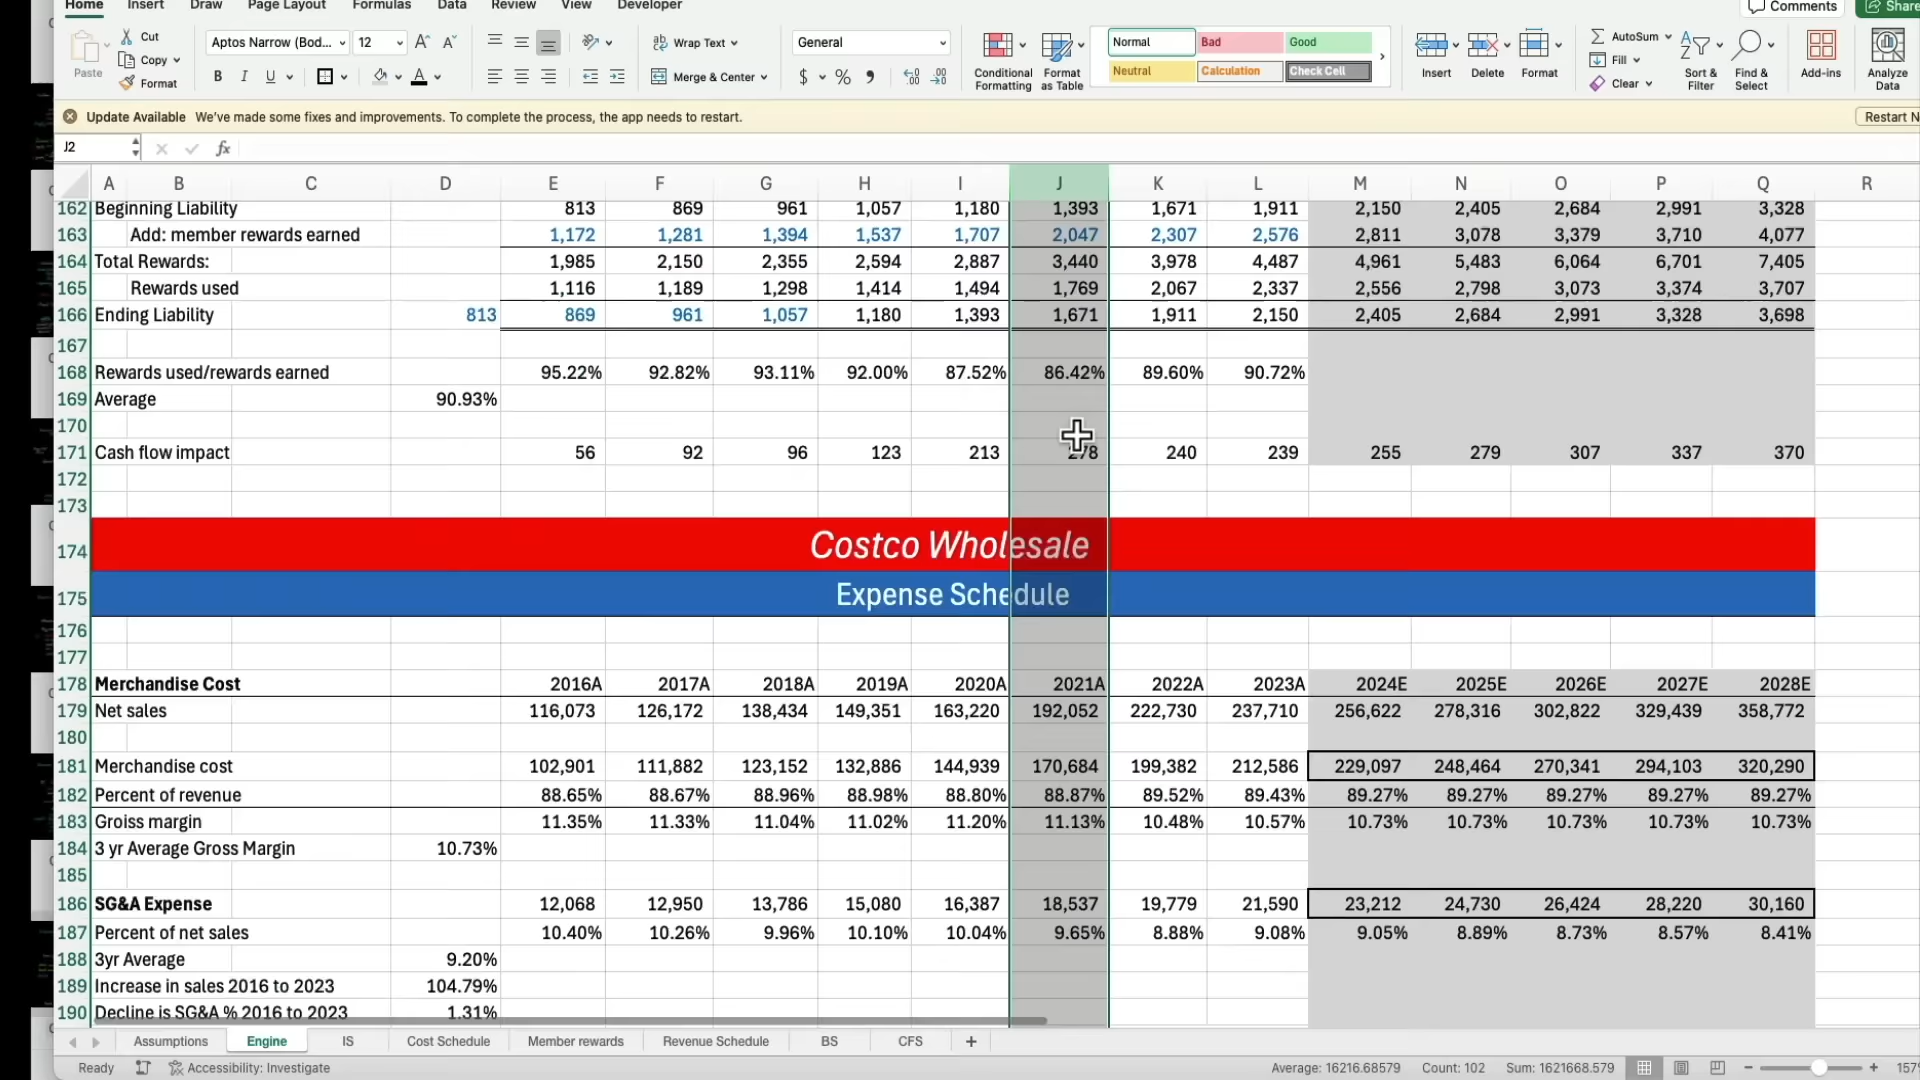 Home Insert Draw Page Layout Formulas Data Review View Developer Comments Share
Cut Aptos Narrow (Bod... 12 Wrap Text General Normal Bad Good AutoSum
Paste Copy Neutral Calculation Check Cell Conditional Formatting Format as Table Insert Delete Format Fill Sort & Filter Find & Select Add-ins Analyze Data
Format B I U A Merge & Center $ % Clear
Update Available We've made some fixes and improvements. To complete the process, the app needs to restart. Restart N
J2 fx
A B C D E F G H I J K L M N O P Q R
162 Beginning Liability 813 869 961 1,057 1,180 1,393 1,671 1,911 2,150 2,405 2,684 2,991 3,328
163 Add: member rewards earned 1,172 1,281 1,394 1,537 1,707 2,047 2,307 2,576 2,811 3,078 3,379 3,710 4,077
164 Total Rewards: 1,985 2,150 2,355 2,594 2,887 3,440 3,978 4,487 4,961 5,483 6,064 6,701 7,405
165 Rewards used 1,116 1,189 1,298 1,414 1,494 1,769 2,067 2,337 2,556 2,798 3,073 3,374 3,707
166 Ending Liability 813 869 961 1,057 1,180 1,393 1,671 1,911 2,150 2,405 2,684 2,991 3,328 3,698
167
168 Rewards used/rewards earned 95.22% 92.82% 93.11% 92.00% 87.52% 86.42% 89.60% 90.72%
169 Average 90.93%
170
171 Cash flow impact 56 92 96 123 213 278 240 239 255 279 307 337 370
172
173
174 Costco Wholesale
175 Expense Schedule
176
177
178 Merchandise Cost 2016A 2017A 2018A 2019A 2020A 2021A 2022A 2023A 2024E 2025E 2026E 2027E 2028E
179 Net sales 116,073 126,172 138,434 149,351 163,220 192,052 222,730 237,710 256,622 278,316 302,822 329,439 358,772
180
181 Merchandise cost 102,901 111,882 123,152 132,886 144,939 170,684 199,382 212,586 229,097 248,464 270,341 294,103 320,290
182 Percent of revenue 88.65% 88.67% 88.96% 88.98% 88.80% 88.87% 89.52% 89.43% 89.27% 89.27% 89.27% 89.27% 89.27%
183 Groiss margin 11.35% 11.33% 11.04% 11.02% 11.20% 11.13% 10.48% 10.57% 10.73% 10.73% 10.73% 10.73% 10.73%
184 3 yr Average Gross Margin 10.73%
185
186 SG&A Expense 12,068 12,950 13,786 15,080 16,387 18,537 19,779 21,590 23,212 24,730 26,424 28,220 30,160
187 Percent of net sales 10.40% 10.26% 9.96% 10.10% 10.04% 9.65% 8.88% 9.08% 9.05% 8.89% 8.73% 8.57% 8.41%
188 3yr Average 9.20%
189 Increase in sales 2016 to 2023 104.79%
190 Decline is SG&A % 2016 to 2023 1.31%
Assumptions Engine IS Cost Schedule Member rewards Revenue Schedule BS CFS +
Ready Accessibility: Investigate Average: 16216.68579 Count: 102 Sum: 1621668.579 157